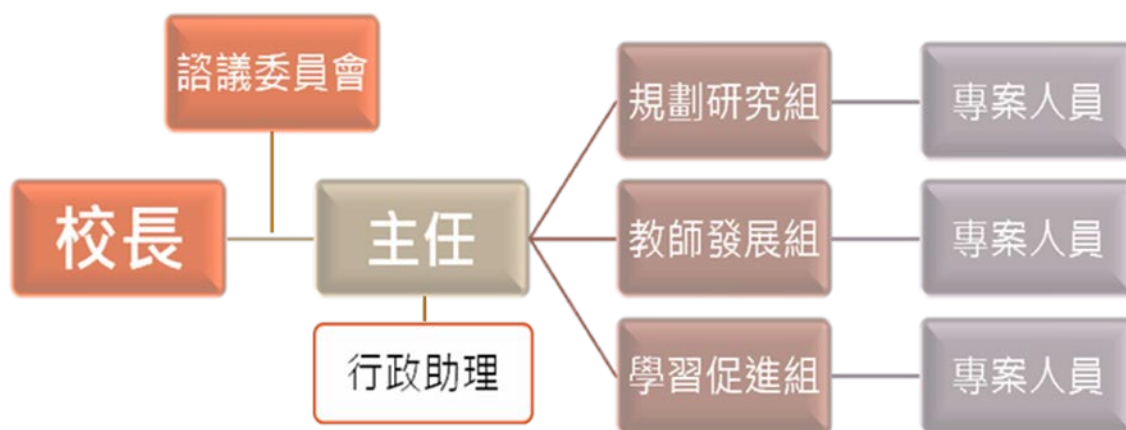 諮議委員會
校長
主任
行政助理
規劃研究組
專案人員
教師發展組
專案人員
學習促進組
專案人員